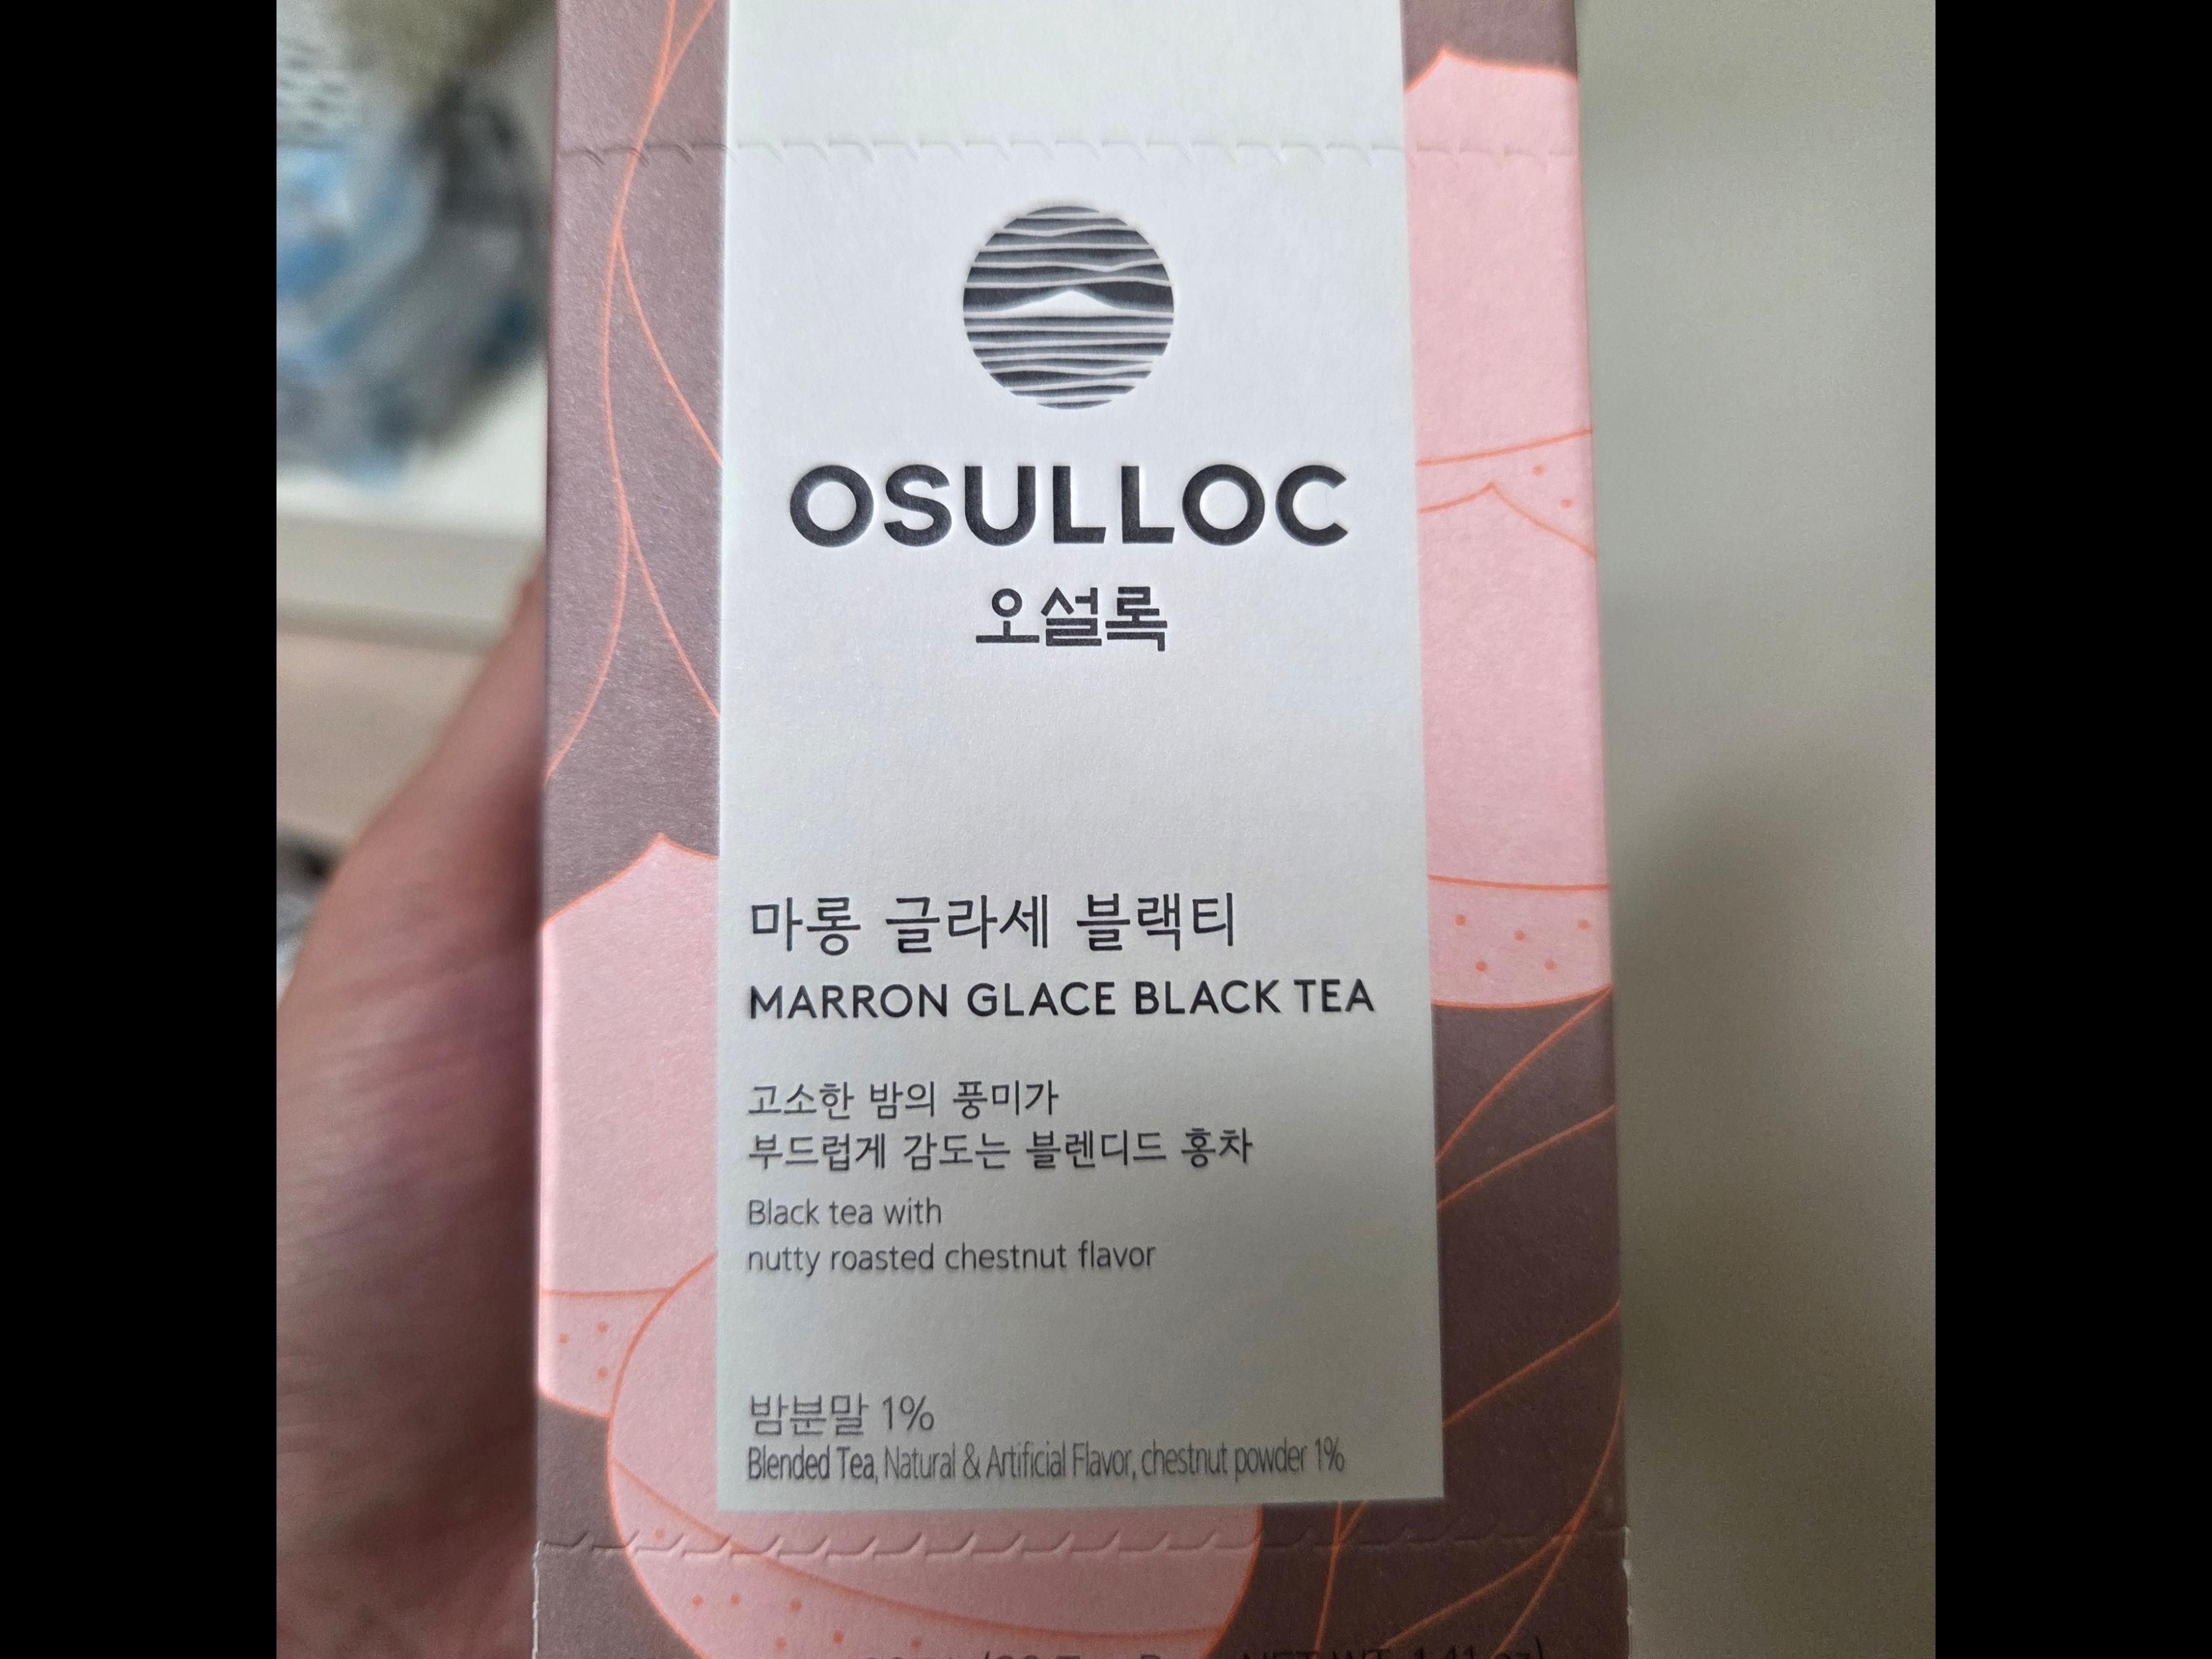 OSULLOC
오설록
마롱 글라세 블랙티
MARRON GLACE BLACK TEA
고소한 밤의 풍미가
부드럽게 감도는 블렌디드 홍차
Black tea with
nutty roasted chestnut flavor
밤분말 1%
Blended Tea, Natural & Artificial Flavor, chestnut powder 1%